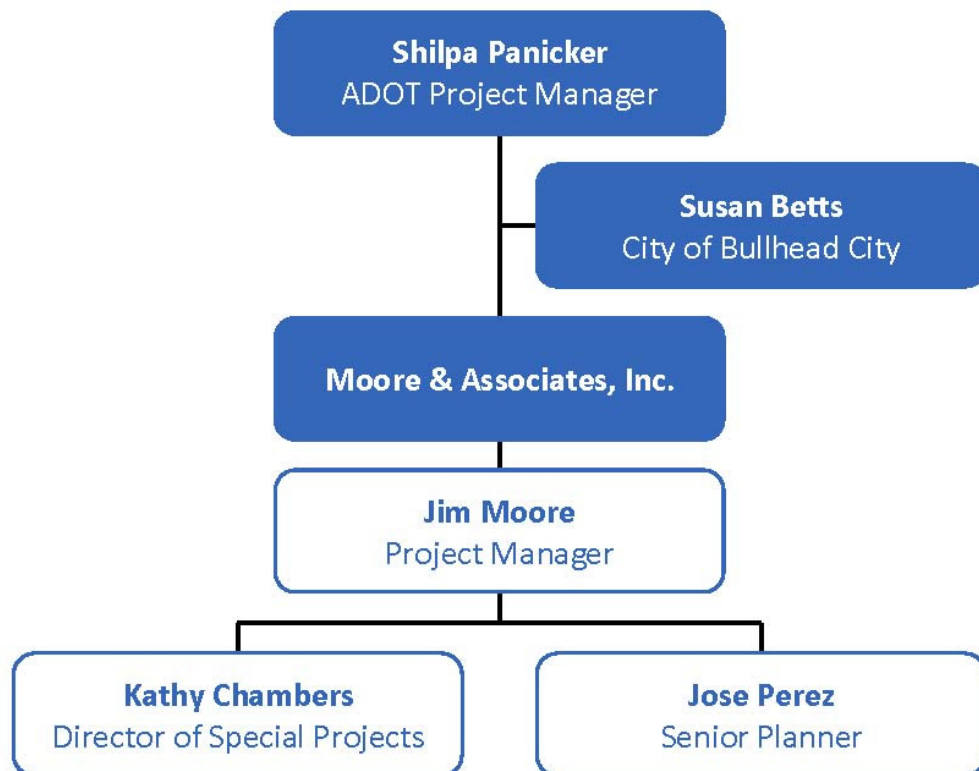 Shilpa Panicker
ADOT Project Manager
Susan Betts
City of Bullhead City
Moore & Associates, Inc.
Jim Moore
Project Manager
Kathy Chambers
Director of Special Projects
Jose Perez
Senior Planner